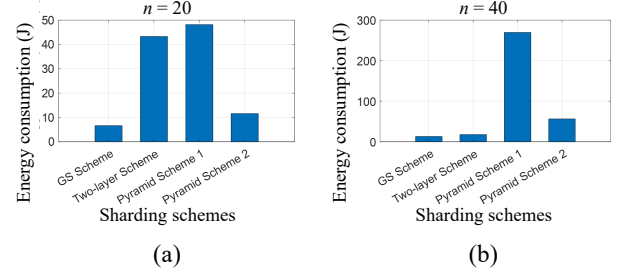 n = 20
Energy consumption (J)
50
40
30
20
10
0
GS Scheme
Two-layer Scheme
Pyramid Scheme 1
Pyramid Scheme 2
Sharding schemes
(a)
n = 40
Energy consumption (J)
300
200
100
0
GS Scheme
Two-layer Scheme
Pyramid Scheme 1
Pyramid Scheme 2
Sharding schemes
(b)